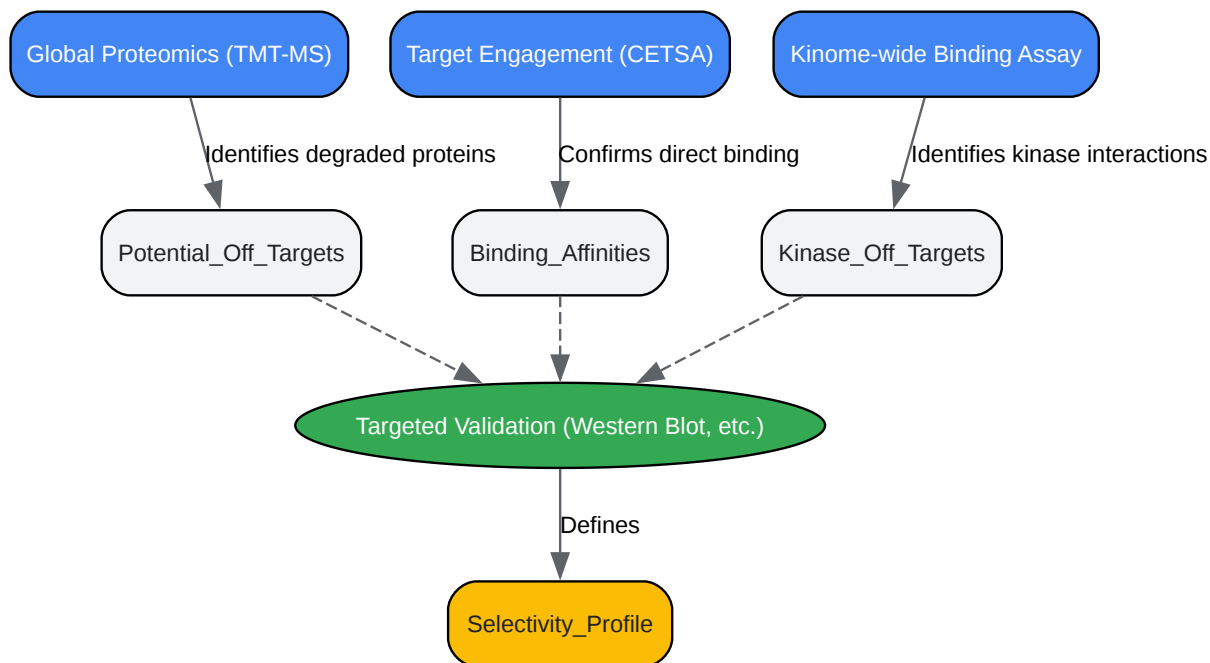 Global Proteomics (TMT-MS)
Target Engagement (CETSA)
Kinome-wide Binding Assay
Identifies degraded proteins
Confirms direct binding
Identifies kinase interactions
Potential_Off_Targets
Binding_Affinities
Kinase_Off_Targets
Targeted Validation (Western Blot, etc.)
Defines
Selectivity_Profile